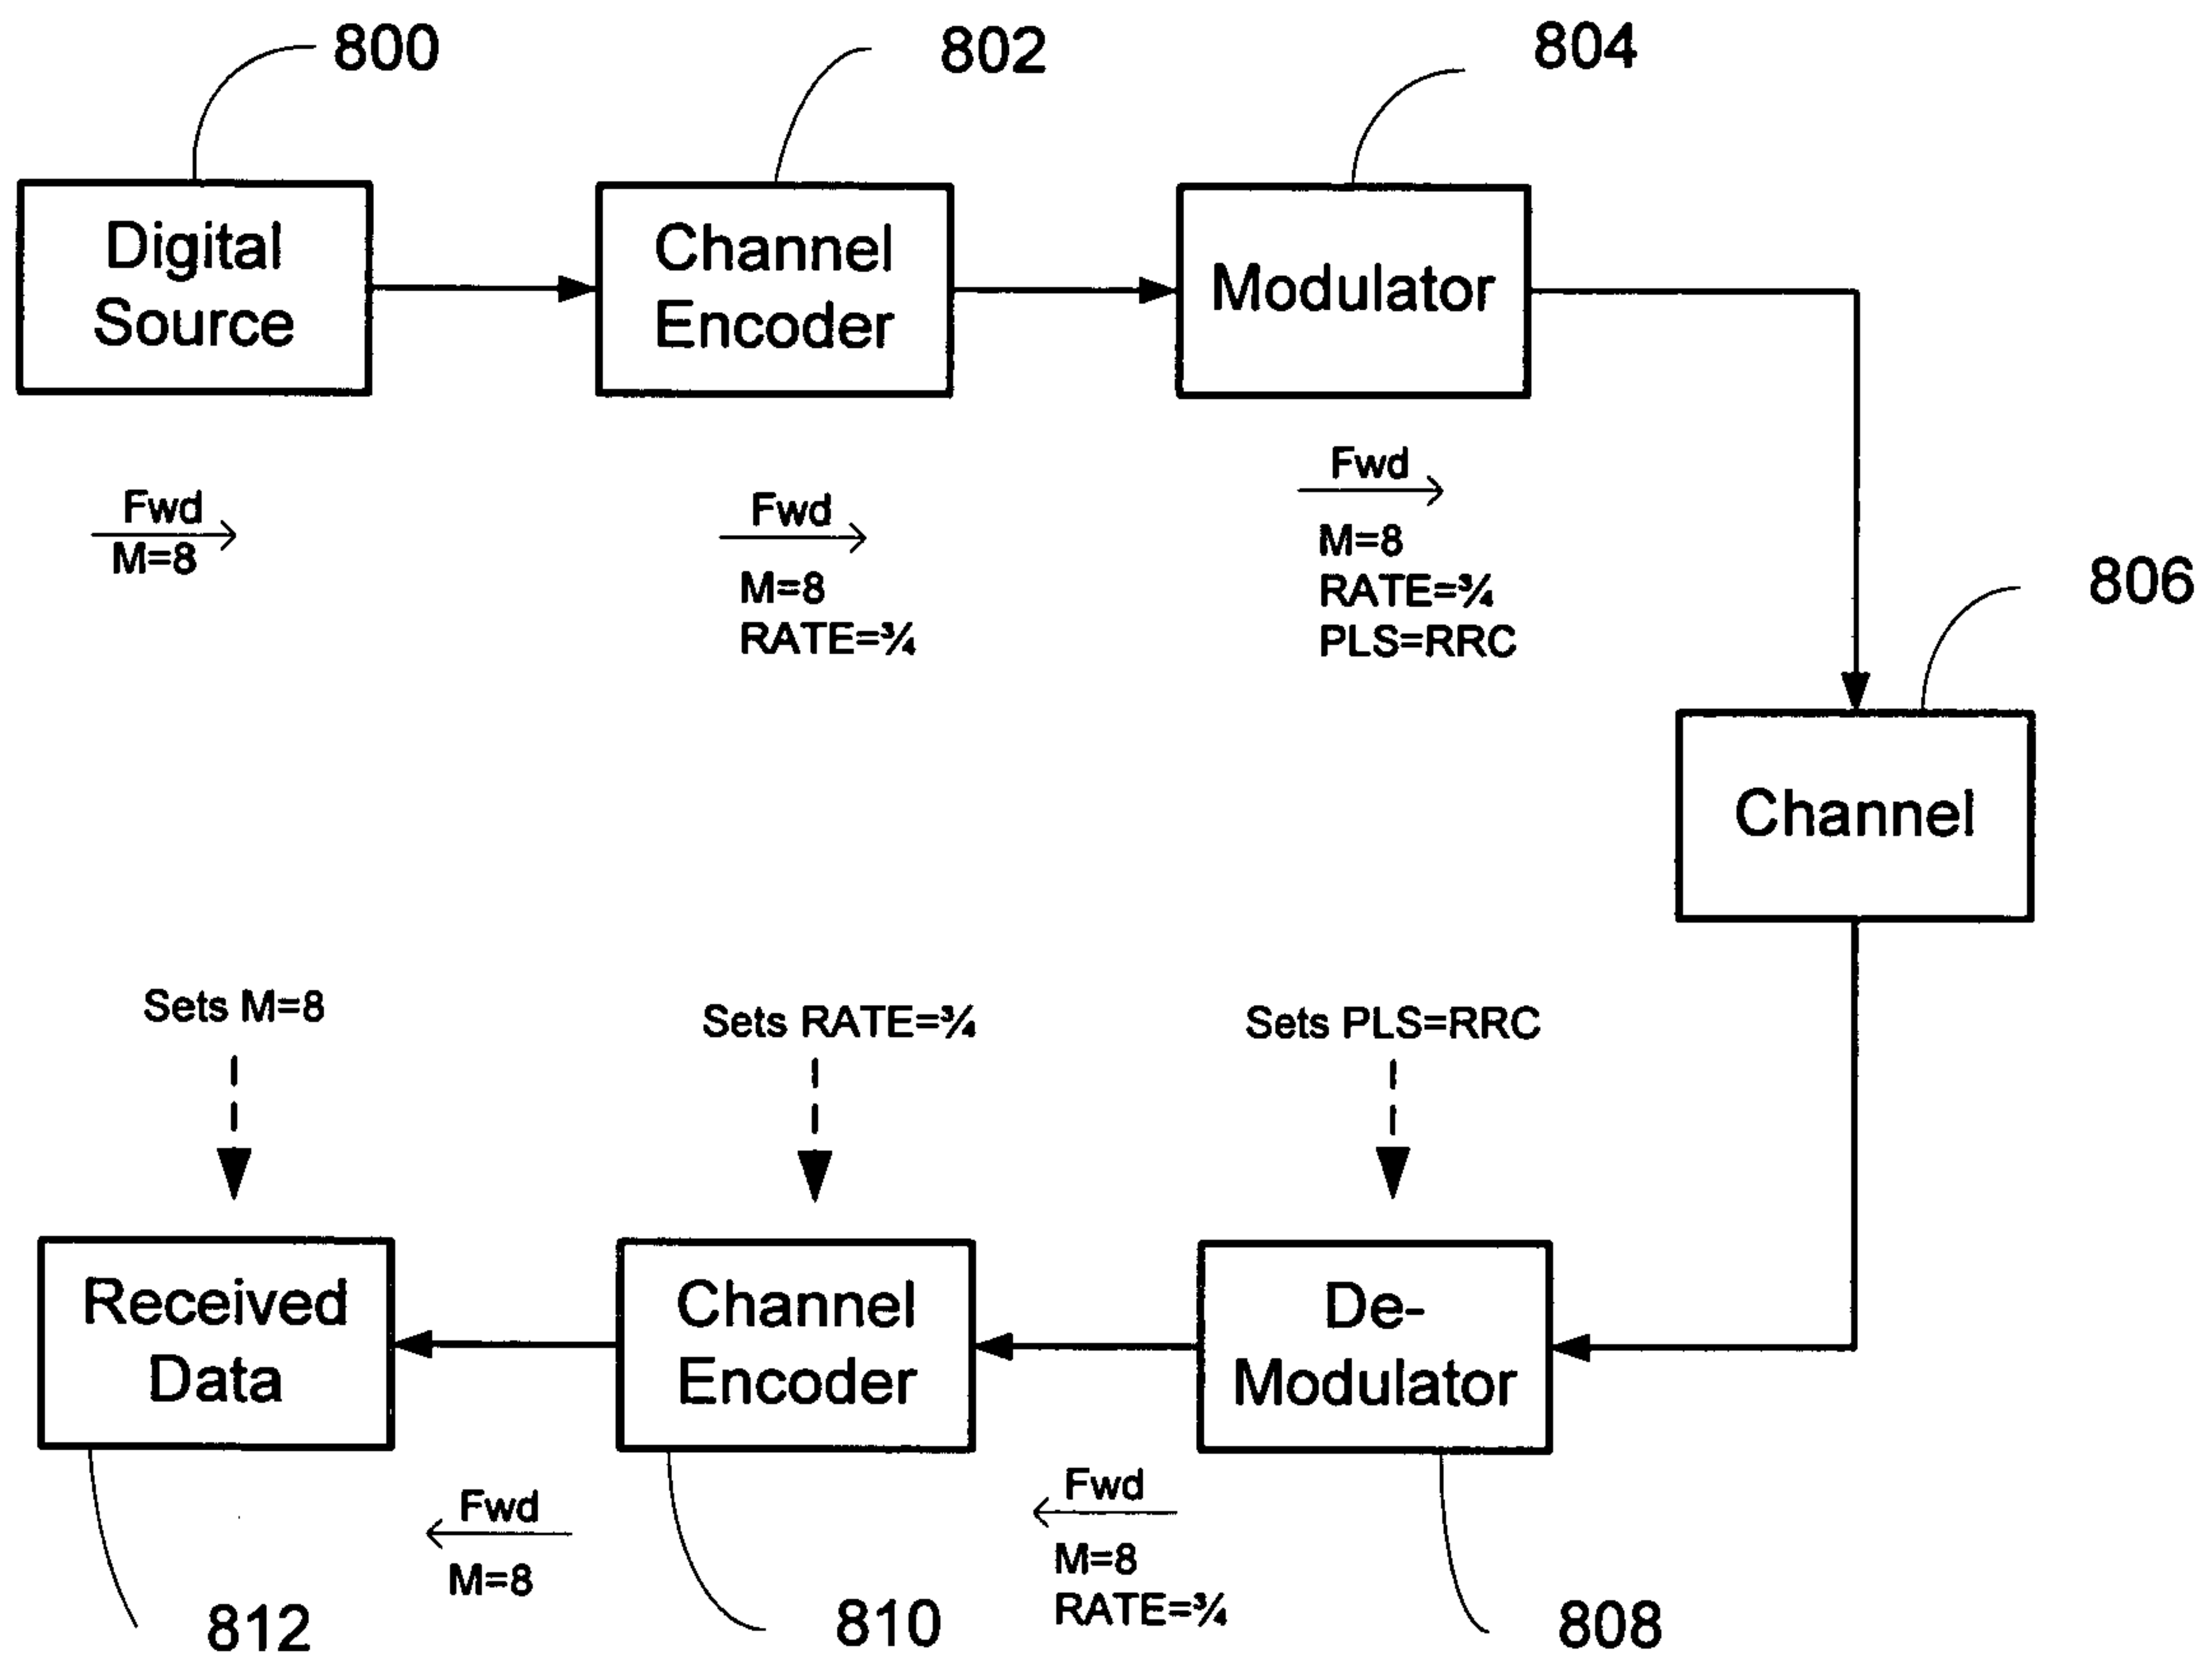 800
802
804
Digital
Source
Channel
Encoder
Modulator
Fwd
M=8
Fwd
M=8
RATE=¾
Fwd
M=8
RATE=¾
PLS=RRC
806
Channel
Sets M=8
Sets RATE=¾
Sets PLS=RRC
Received
Data
Channel
Encoder
De-
Modulator
Fwd
M=8
Fwd
M=8
RATE=¾
812
810
808